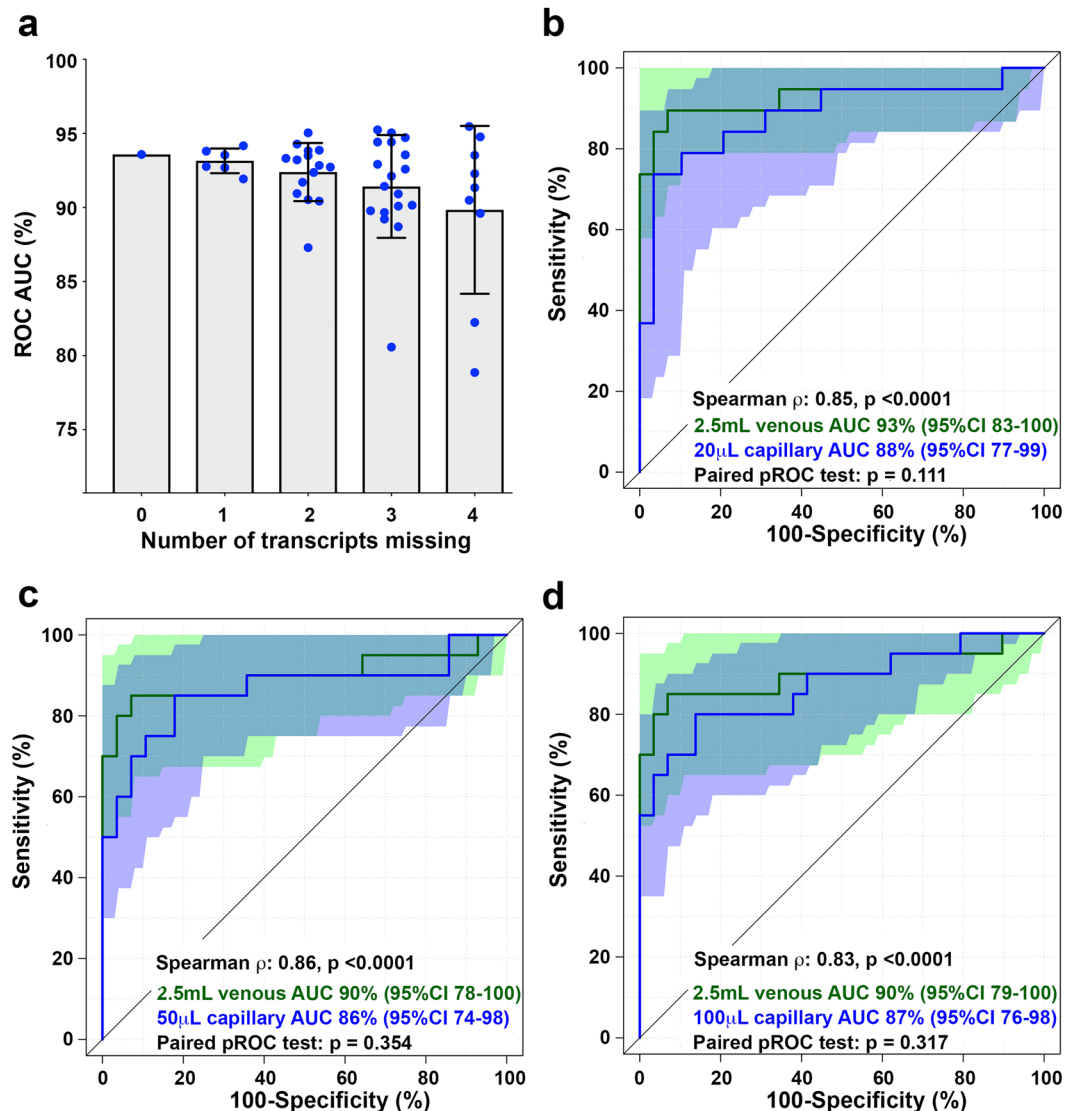 a
100
95
90
85
80
75
ROC AUC (%)
0 1 2 3 4
Number of transcripts missing
b
100
80
60
40
20
0
Sensitivity (%)
Spearman ρ: 0.85, p <0.0001
2.5mL venous AUC 93% (95%CI 83-100)
20μL capillary AUC 88% (95%CI 77-99)
Paired pROC test: p = 0.111
0 20 40 60 80 100
100-Specificity (%)
c
100
80
60
40
20
0
Sensitivity (%)
Spearman ρ: 0.86, p <0.0001
2.5mL venous AUC 90% (95%CI 78-100)
50μL capillary AUC 86% (95%CI 74-98)
Paired pROC test: p = 0.354
0 20 40 60 80 100
100-Specificity (%)
d
100
80
60
40
20
0
Sensitivity (%)
Spearman ρ: 0.83, p <0.0001
2.5mL venous AUC 90% (95%CI 79-100)
100μL capillary AUC 87% (95%CI 76-98)
Paired pROC test: p = 0.317
0 20 40 60 80 100
100-Specificity (%)